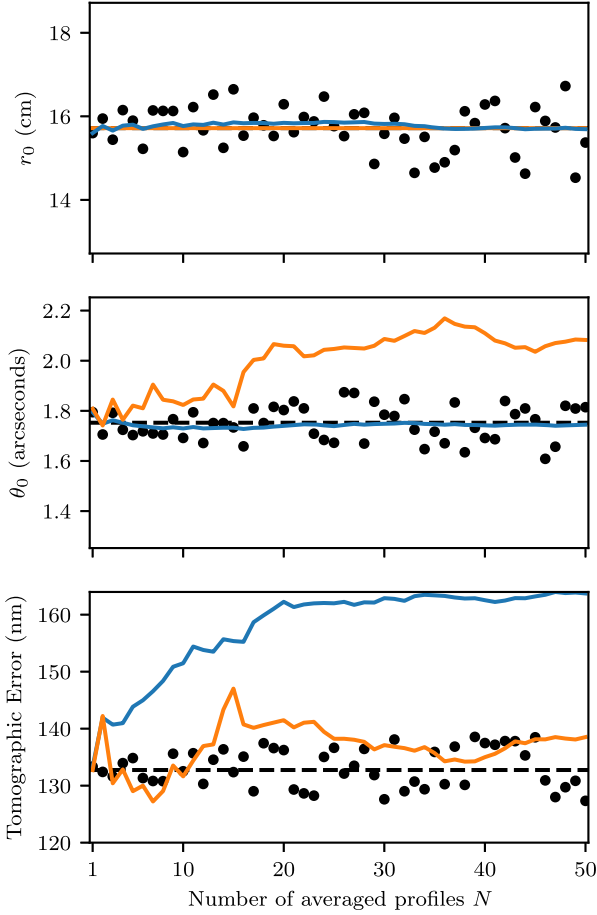 r₀ (cm)
18
16
14
θ₀ (arcseconds)
2.2
2.0
1.8
1.6
1.4
Tomographic Error (nm)
160
150
140
130
120
1 10 20 30 40 50
Number of averaged profiles N